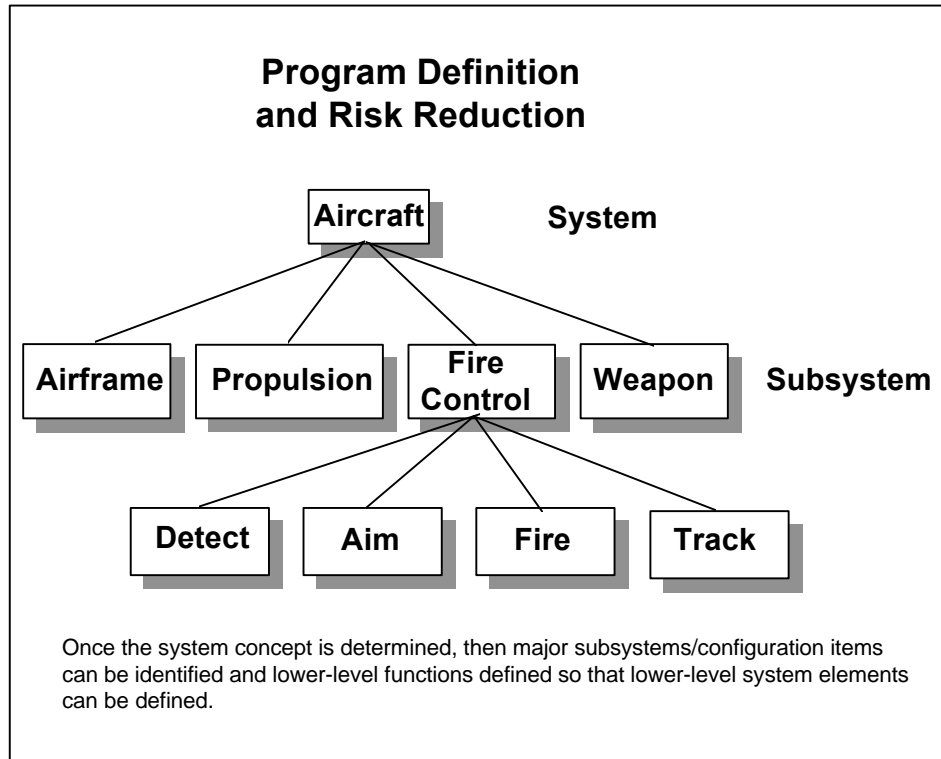 Program Definition
and Risk Reduction
Aircraft
System
Airframe
Propulsion
Fire
Control
Weapon
Subsystem
Detect
Aim
Fire
Track
Once the system concept is determined, then major subsystems/configuration items
can be identified and lower-level functions defined so that lower-level system elements
can be defined.